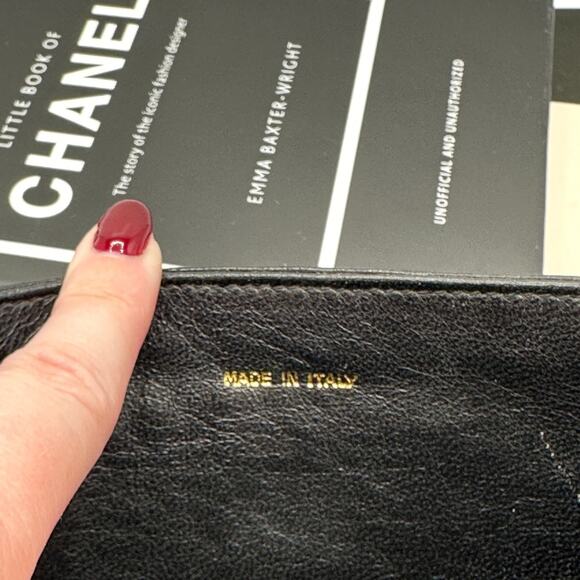 LITTLE BOOK OF
CHANEL
The story of the iconic fashion designer
EMMA BAXTER-WRIGHT
UNOFFICIAL AND UNAUTHORIZED
MADE IN ITALY